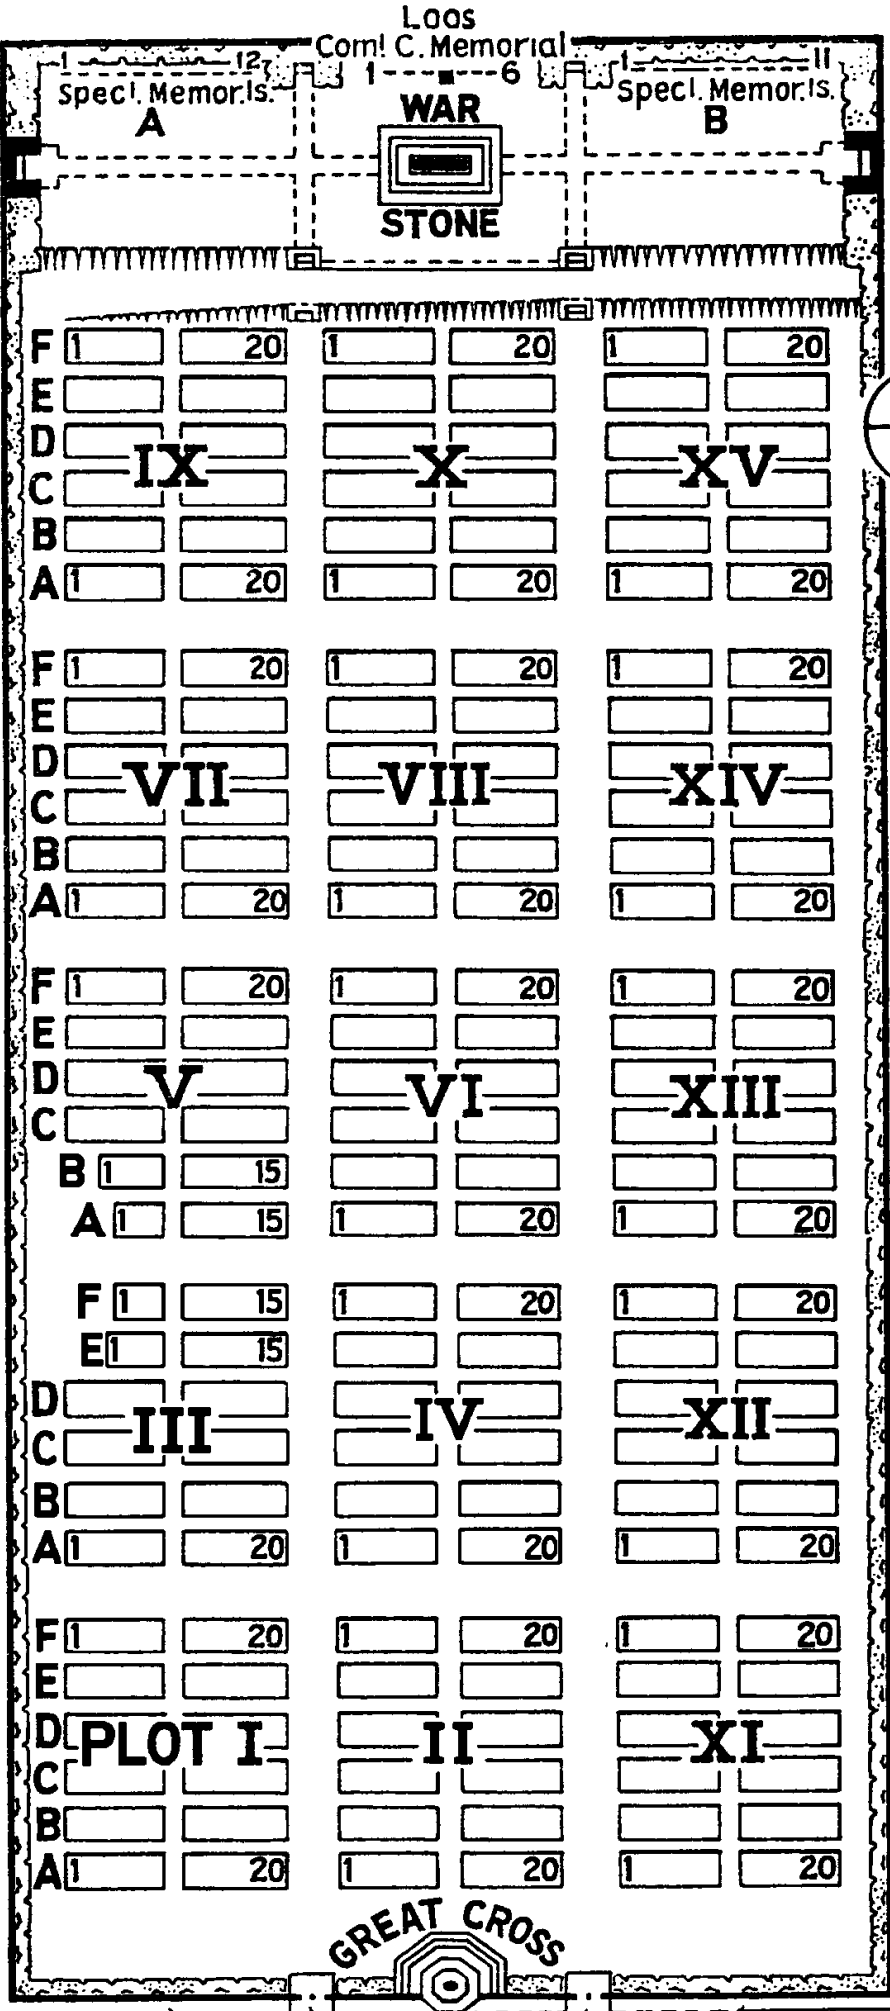 Loos
Com! C. Memorial
1 12 1 6 1 11
Specl. Memor.ls. Specl. Memor.ls.
A WAR B
STONE
F 1 20 1 20 1 20
E
D
IX X XV
C
B
A 1 20 1 20 1 20
F 1 20 1 20 1 20
E
D
VII VIII XIV
C
B
A 1 20 1 20 1 20
F 1 20 1 20 1 20
E
D
V VI XIII
C
B 1 15
A 1 15 1 20 1 20
F 1 15 1 20 1 20
E 1 15
D
III IV XII
C
B
A 1 20 1 20 1 20
F 1 20 1 20 1 20
E
D
PLOT I II XI
C
B
A 1 20 1 20 1 20
GREAT CROSS